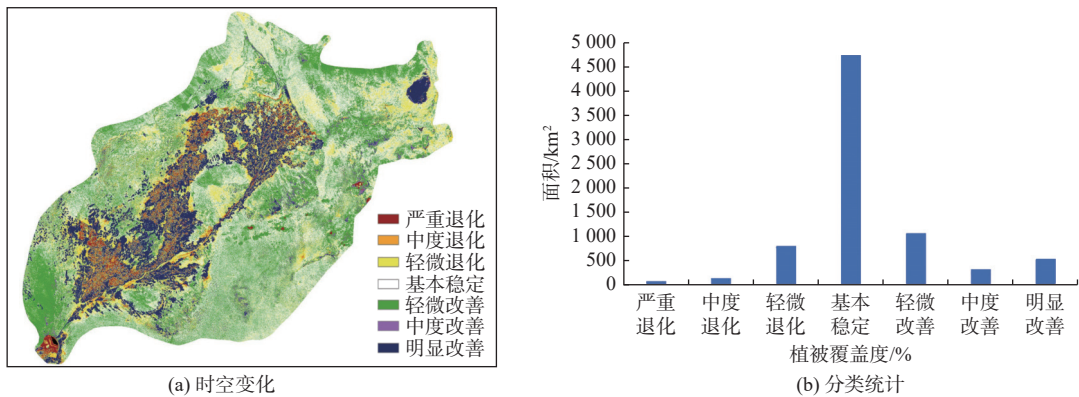 严重退化
中度退化
轻微退化
基本稳定
轻微改善
中度改善
明显改善
(a) 时空变化
面积/km²
5 000
4 500
4 000
3 500
3 000
2 500
2 000
1 500
1 000
500
0
严重 中度 轻微 基本 轻微 中度 明显
退化 退化 退化 稳定 改善 改善 改善
植被覆盖度/%
(b) 分类统计